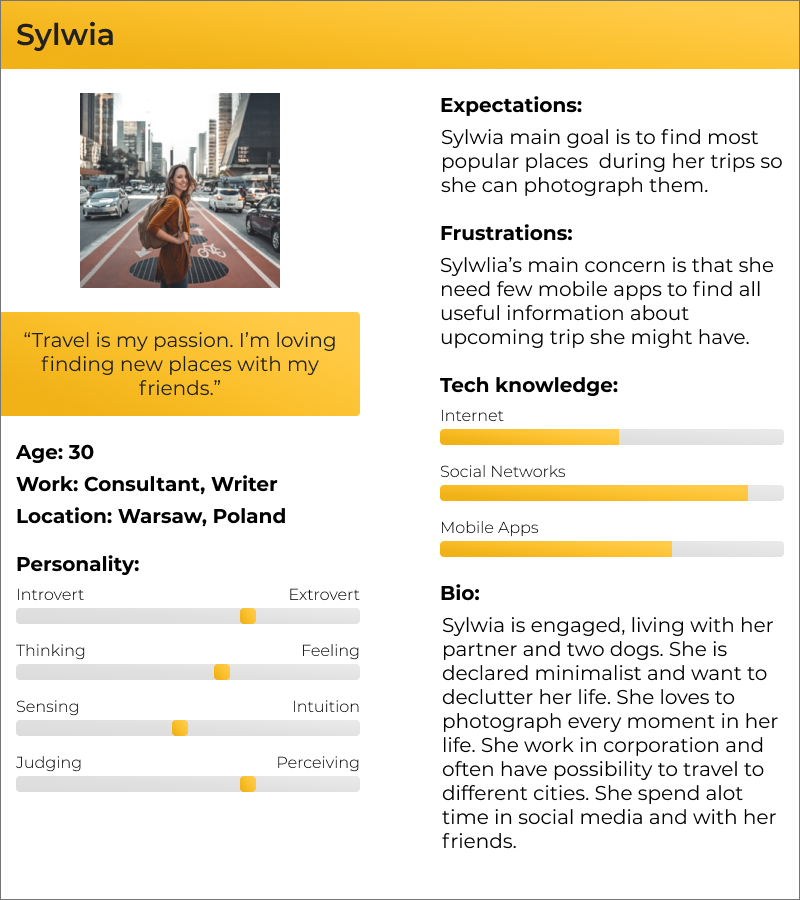 Sylwia
“Travel is my passion. I’m loving
finding new places with my
friends.”
Age: 30
Work: Consultant, Writer
Location: Warsaw, Poland
Personality:
Introvert Extrovert
Thinking Feeling
Sensing Intuition
Judging Perceiving
Expectations:
Sylwia main goal is to find most
popular places  during her trips so
she can photograph them.
Frustrations:
Sylwlia’s main concern is that she
need few mobile apps to find all
useful information about
upcoming trip she might have.
Tech knowledge:
Internet
Social Networks
Mobile Apps
Bio:
Sylwia is engaged, living with her
partner and two dogs. She is
declared minimalist and want to
declutter her life. She loves to
photograph every moment in her
life. She work in corporation and
often have possibility to travel to
different cities. She spend alot
time in social media and with her
friends.